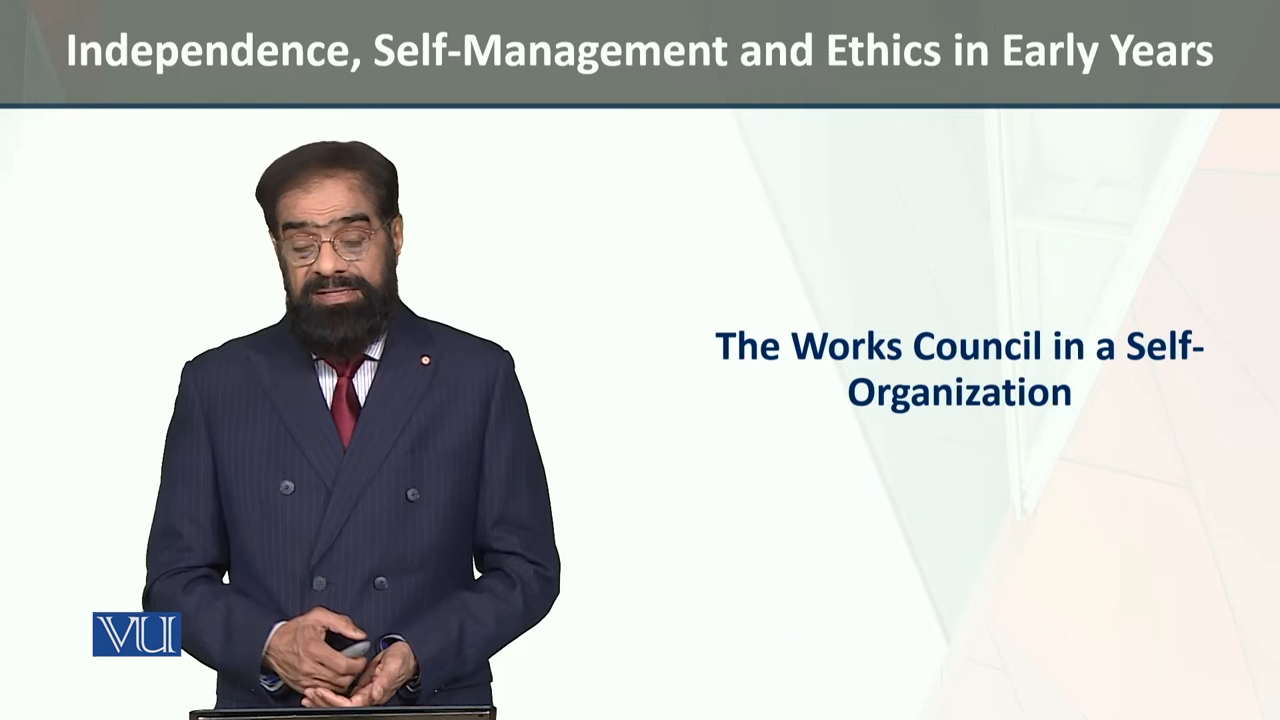 Independence, Self-Management and Ethics in Early Years
The Works Council in a Self-
Organization
VU